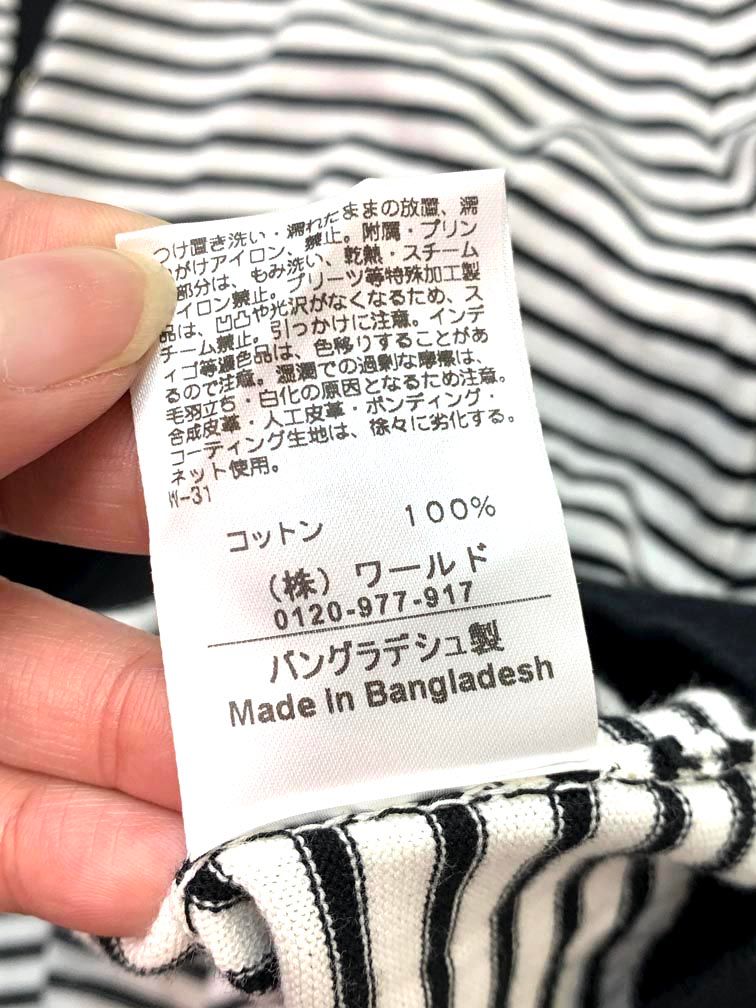 つけ置き洗い・濡れたままの放置、濡
がけアイロン、禁止。附属・プリン
部分は、もみ洗い、乾熱・スチーム
イロン禁止。プリーツ等特殊加工製
品は、凹凸や光沢がなくなるため、ス
チーム禁止。引っかけに注意。インデ
ィゴ等濃色品は、色移りすることがあ
るので注意。湿潤での過剰な摩擦は、
毛羽立ち・白化の原因となるため注意。
合成皮革・人工皮革・ボンディング・
コーティング生地は、徐々に劣化する。
ネット使用。
W-31
コットン 100%
(株) ワールド
0120-977-917
バングラデシュ製
Made in Bangladesh